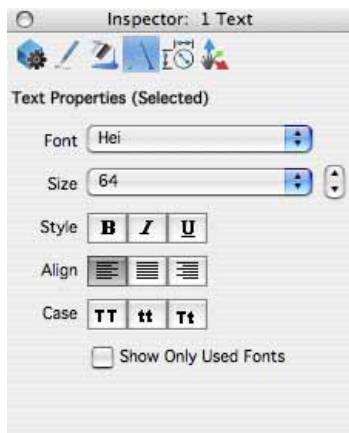 Inspector: 1 Text
Text Properties (Selected)
Font Hei
Size 64
Style B I U
Align
Case TT tt Tt
Show Only Used Fonts